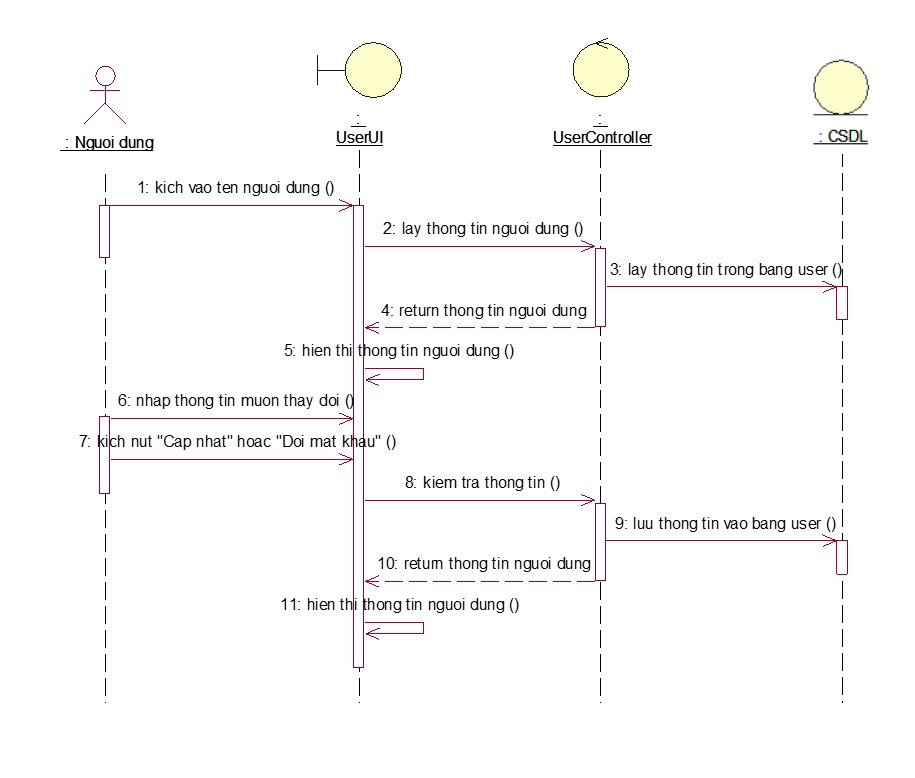 : Nguoi dung
:
UserUI
:
UserController
: CSDL
1: kich vao ten nguoi dung ()
2: lay thong tin nguoi dung ()
3: lay thong tin trong bang user ()
4: return thong tin nguoi dung
5: hien thi thong tin nguoi dung ()
6: nhap thong tin muon thay doi ()
7: kich nut "Cap nhat" hoac "Doi mat khau" ()
8: kiem tra thong tin ()
9: luu thong tin vao bang user ()
10: return thong tin nguoi dung
11: hien thi thong tin nguoi dung ()